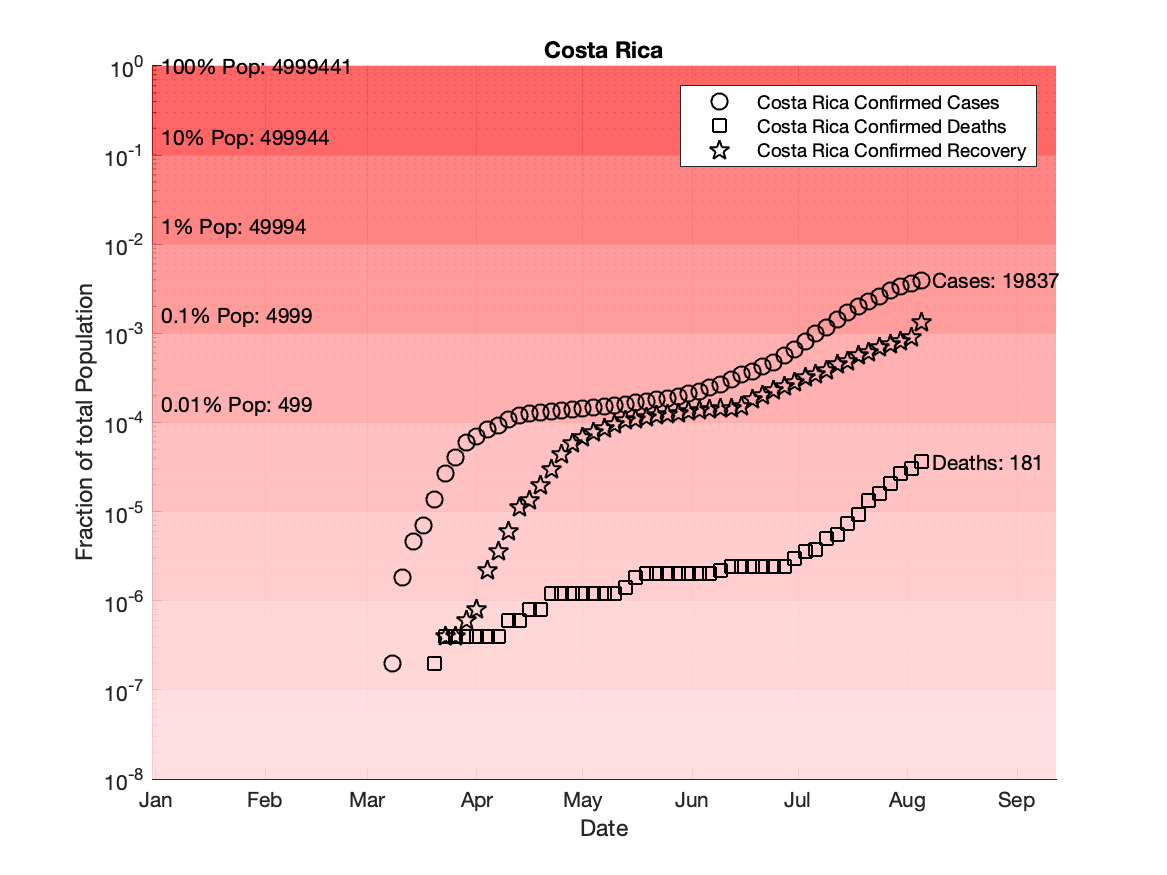 Costa Rica
10^0
100% Pop: 4999441
Costa Rica Confirmed Cases
Costa Rica Confirmed Deaths
Costa Rica Confirmed Recovery
10% Pop: 499944
10^-1
1% Pop: 49994
10^-2
Cases: 19837
0.1% Pop: 4999
10^-3
0.01% Pop: 499
10^-4
Deaths: 181
10^-5
10^-6
10^-7
10^-8
Fraction of total Population
Jan Feb Mar Apr May Jun Jul Aug Sep
Date